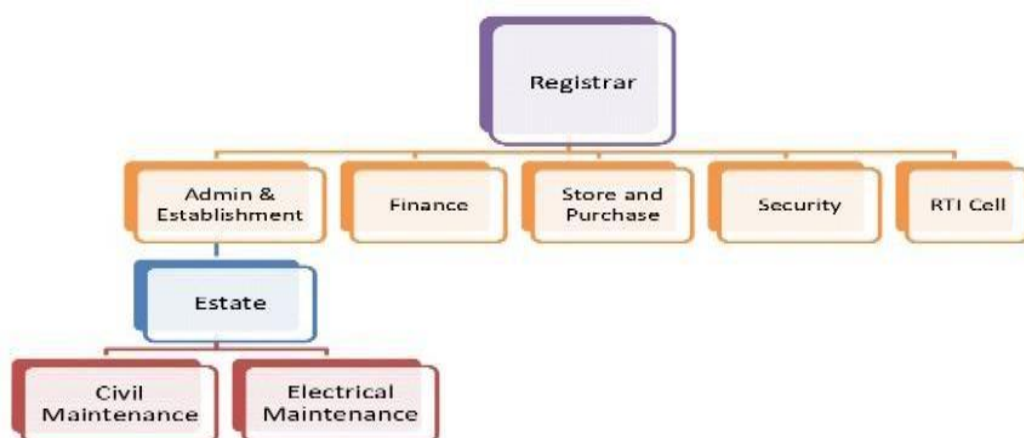 Registrar
Admin &
Establishment
Finance
Store and
Purchase
Security
RTI Cell
Estate
Civil
Maintenance
Electrical
Maintenance